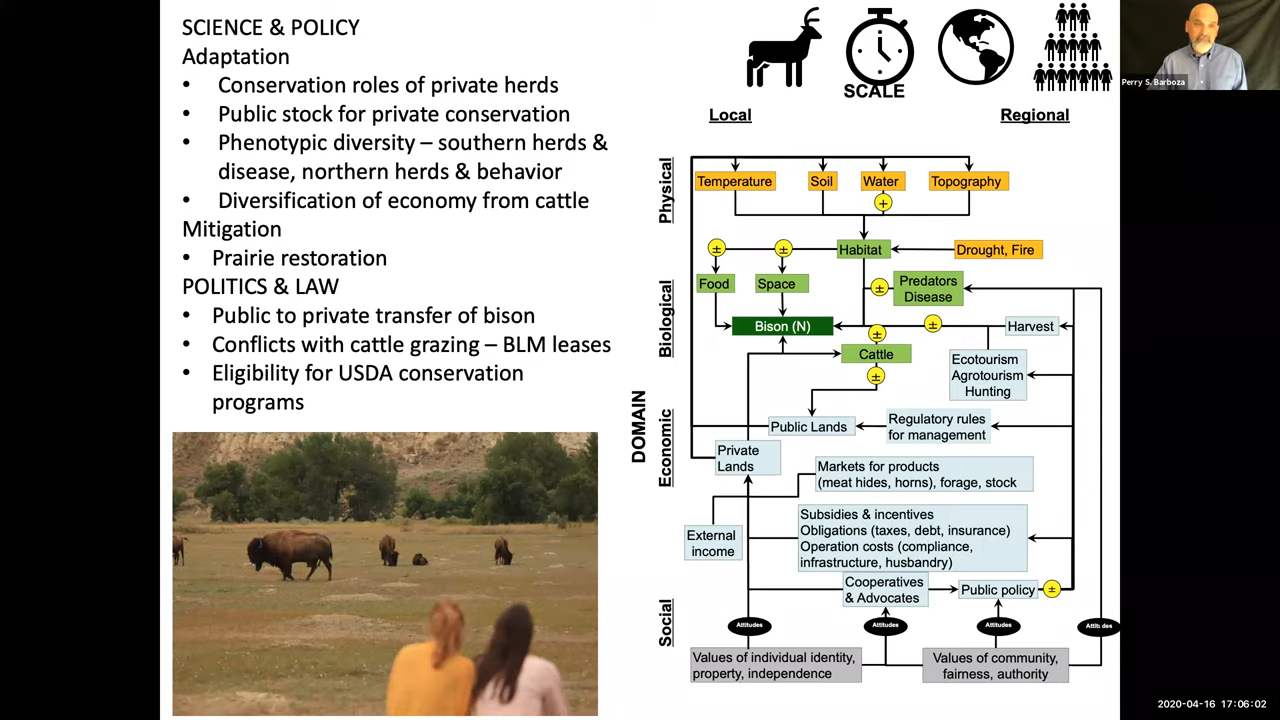 SCIENCE & POLICY
Adaptation
• Conservation roles of private herds
• Public stock for private conservation
• Phenotypic diversity – southern herds &
disease, northern herds & behavior
• Diversification of economy from cattle
Mitigation
• Prairie restoration
POLITICS & LAW
• Public to private transfer of bison
• Conflicts with cattle grazing – BLM leases
• Eligibility for USDA conservation
programs
SCALE
Local
Regional
DOMAIN
Physical
Biological
Economic
Social
Temperature
Soil
Water
Topography
+
±
±
Habitat
Drought, Fire
Food
Space
±
Predators
Disease
Bison (N)
±
±
Harvest
Cattle
±
Ecotourism
Agrotourism
Hunting
Public Lands
Regulatory rules
for management
Private
Lands
Markets for products
(meat hides, horns), forage, stock
External
income
Subsidies & incentives
Obligations (taxes, debt, insurance)
Operation costs (compliance,
infrastructure, husbandry)
Cooperatives
& Advocates
Public policy
±
Attitudes
Attitudes
Attitudes
Attitudes
Values of individual identity,
property, independence
Values of community,
fairness, authority
Perry S. Barboza
2020-04-16 17:06:02